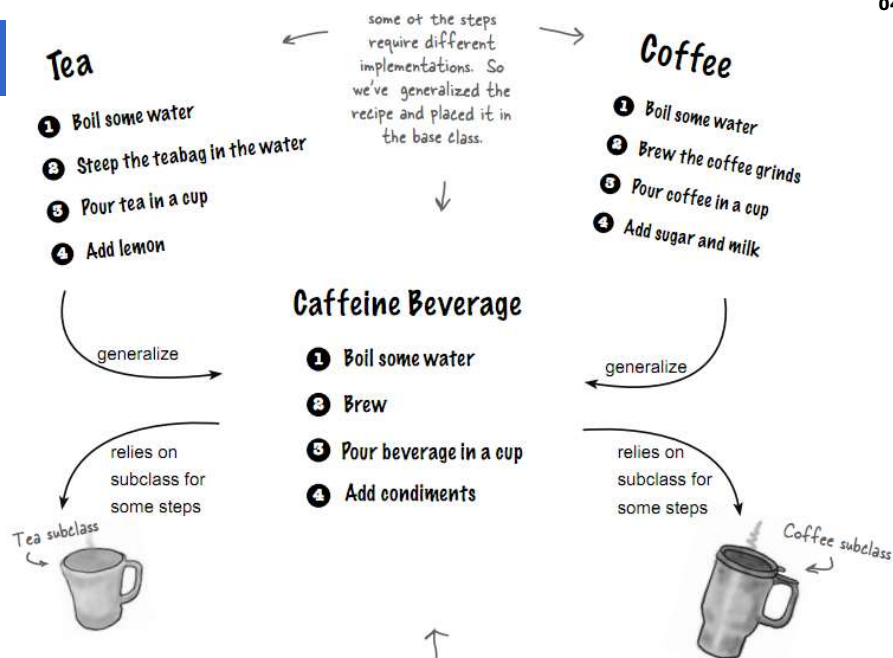 04
some of the steps
require different
implementations. So
we've generalized the
recipe and placed it in
the base class.
Tea
1 Boil some water
2 Steep the teabag in the water
3 Pour tea in a cup
4 Add lemon
Coffee
1 Boil some water
2 Brew the coffee grinds
3 Pour coffee in a cup
4 Add sugar and milk
generalize
Caffeine Beverage
1 Boil some water
2 Brew
3 Pour beverage in a cup
4 Add condiments
generalize
relies on
subclass for
some steps
relies on
subclass for
some steps
Tea subclass
Coffee subclass